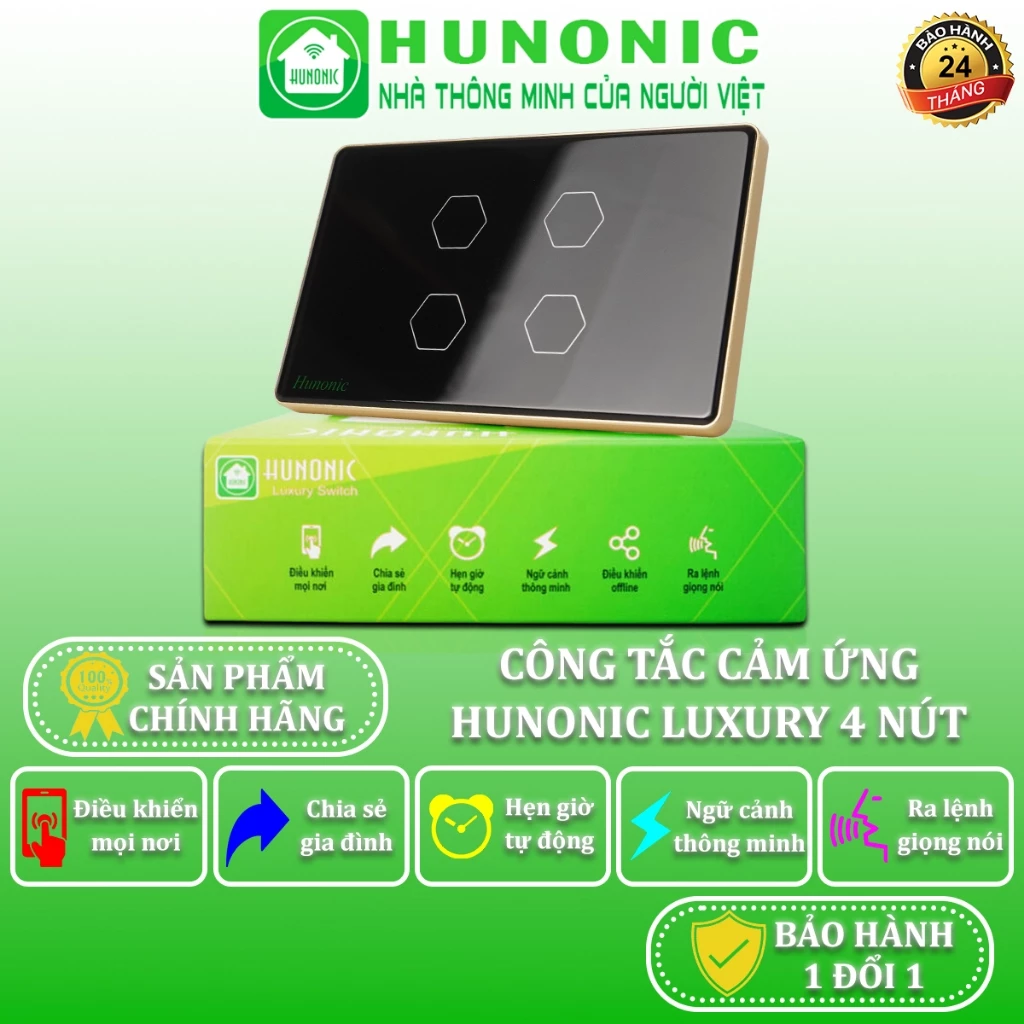 HUNONIC
HUNONIC
NHÀ THÔNG MINH CỦA NGƯỜI VIỆT
BẢO HÀNH
24
THÁNG
Hunonic
HUNONIC
HUNONIC
Luxury Switch
Điều khiển
mọi nơi
Chia sẻ
gia đình
Hẹn giờ
tự động
Ngữ cảnh
thông minh
Điều khiển
offline
Ra lệnh
giọng nói
100%
Quality
SẢN PHẨM
CHÍNH HÃNG
CÔNG TẮC CẢM ỨNG
HUNONIC LUXURY 4 NÚT
Điều khiển
mọi nơi
Chia sẻ
gia đình
Hẹn giờ
tự động
Ngữ cảnh
thông minh
Ra lệnh
giọng nói
BẢO HÀNH
1 ĐỔI 1